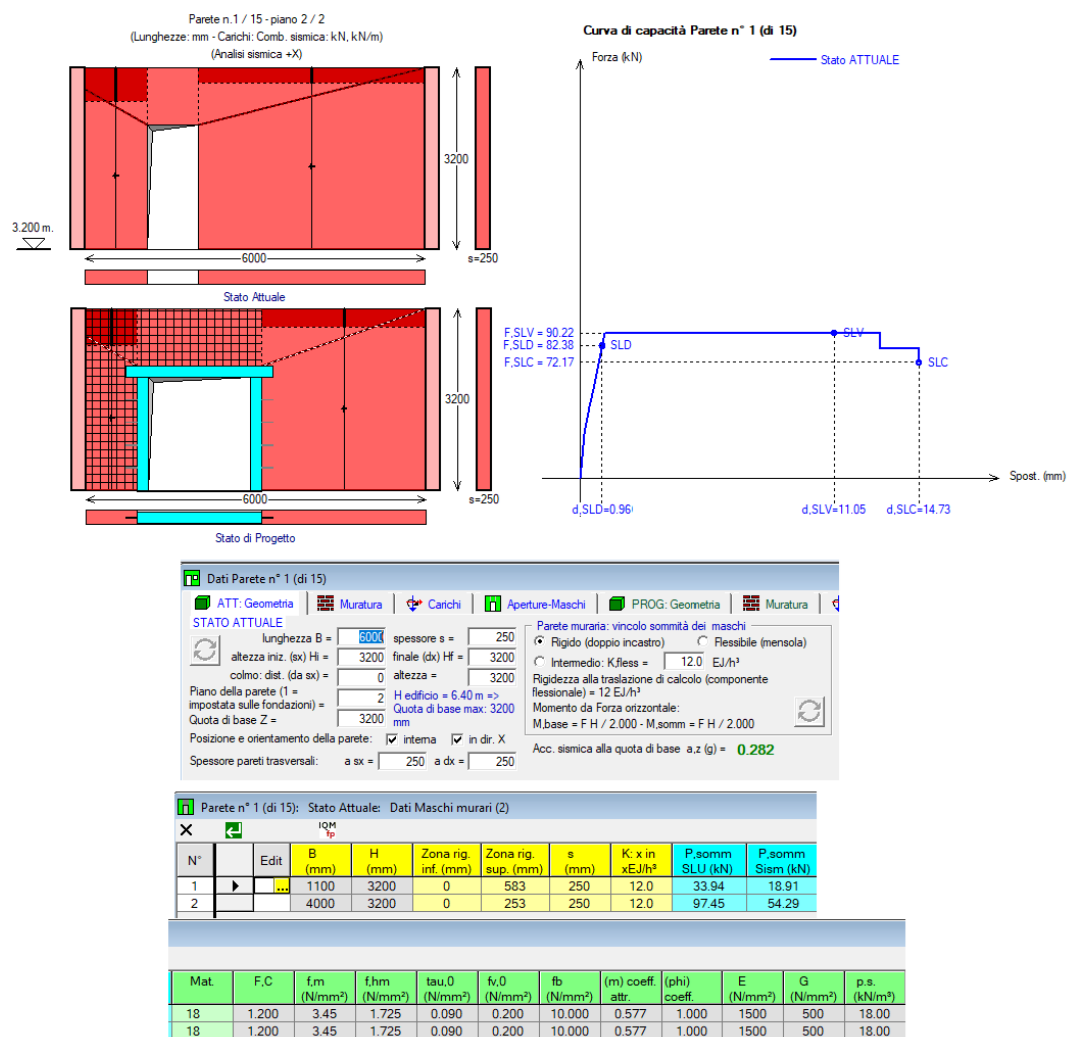 Parete n.1 / 15 - piano 2 / 2
(Lunghezze: mm - Carichi: Comb. sismica: kN, kN/m)
(Analisi sismica +X)
3200
3.200 m.
6000
s=250
Stato Attuale
3200
6000
s=250
Stato di Progetto
Curva di capacità Parete n° 1 (di 15)
Forza (kN)
Stato ATTUALE
F,SLV = 90.22
F,SLD = 82.38
F,SLC = 72.17
SLD
SLV
SLC
Spost. (mm)
d,SLD=0.96
d,SLV=11.05
d,SLC=14.73
Dati Parete n° 1 (di 15)
ATT: Geometria
Muratura
Carichi
Aperture-Maschi
PROG: Geometria
Muratura
STATO ATTUALE
lunghezza B = 6000 spessore s = 250
altezza iniz. (sx) Hi = 3200 finale (dx) Hf = 3200
colmo: dist. (da sx) = 0 altezza = 3200
Piano della parete (1 = impostata sulle fondazioni) = 2
H edificio = 6.40 m =>
Quota di base max: 3200 mm
Quota di base Z = 3200
Posizione e orientamento della parete: interna in dir. X
Spessore pareti trasversali: a sx = 250 a dx = 250
Parete muraria: vincolo sommità dei maschi
Rigido (doppio incastro) Flessibile (mensola)
Intermedio: K,fless = 12.0 EJ/h³
Rigidezza alla traslazione di calcolo (componente
flessionale) = 12 EJ/h³
Momento da Forza orizzontale:
M,base = F H / 2.000 - M,somm = F H / 2.000
Acc. sismica alla quota di base a,z (g) = 0.282
Parete n° 1 (di 15): Stato Attuale: Dati Maschi murari (2)
IQM
fp
N° Edit B (mm) H (mm) Zona rig. inf. (mm) Zona rig. sup. (mm) s (mm) K: x in xEJ/h³ P,somm SLU (kN) P,somm Sism (kN)
1 ... 1100 3200 0 583 250 12.0 33.94 18.91
2 4000 3200 0 253 250 12.0 97.45 54.29
Mat. F,C f,m (N/mm²) f,hm (N/mm²) tau,0 (N/mm²) fv,0 (N/mm²) fb (N/mm²) (m) coeff. attr. (phi) coeff. E (N/mm²) G (N/mm²) p.s. (kN/m³)
18 1.200 3.45 1.725 0.090 0.200 10.000 0.577 1.000 1500 500 18.00
18 1.200 3.45 1.725 0.090 0.200 10.000 0.577 1.000 1500 500 18.00